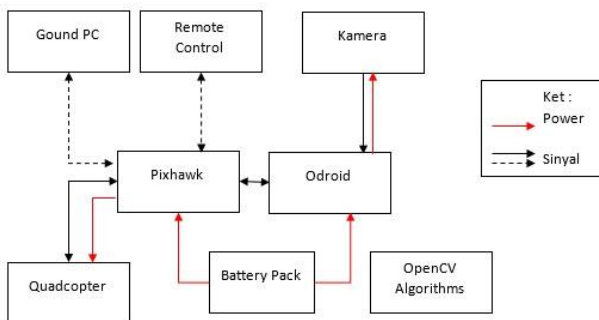 Gound PC
Remote
Control
Kamera
Ket :
Power
Sinyal
Pixhawk
Odroid
Quadcopter
Battery Pack
OpenCV
Algorithms